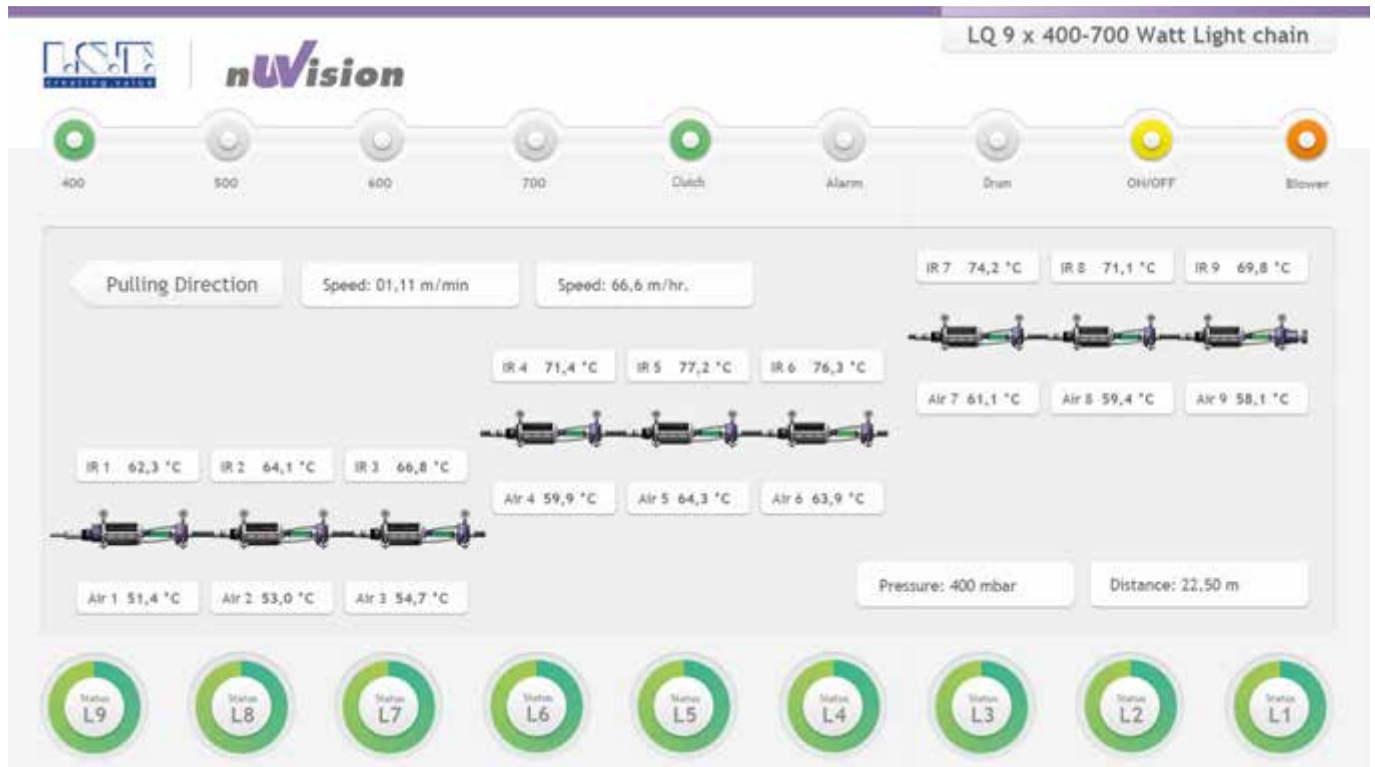 LQ 9 x 400-700 Watt Light chain
I.S.T.
creating value
nuVision
400 500 600 700 Clutch Alarm Drum ON/OFF Blower
IR 7 74,2 °C IR 8 71,1 °C IR 9 69,8 °C
Pulling Direction Speed: 01,11 m/min Speed: 66,6 m/hr.
IR 4 71,4 °C IR 5 77,2 °C IR 6 76,3 °C
Air 7 61,1 °C Air 8 59,4 °C Air 9 58,1 °C
IR 1 62,3 °C IR 2 64,1 °C IR 3 66,8 °C
Air 4 59,9 °C Air 5 64,3 °C Air 6 63,9 °C
Pressure: 400 mbar Distance: 22,50 m
Air 1 51,4 °C Air 2 53,0 °C Air 3 54,7 °C
Status Status Status Status Status Status Status Status Status
L9 L8 L7 L6 L5 L4 L3 L2 L1